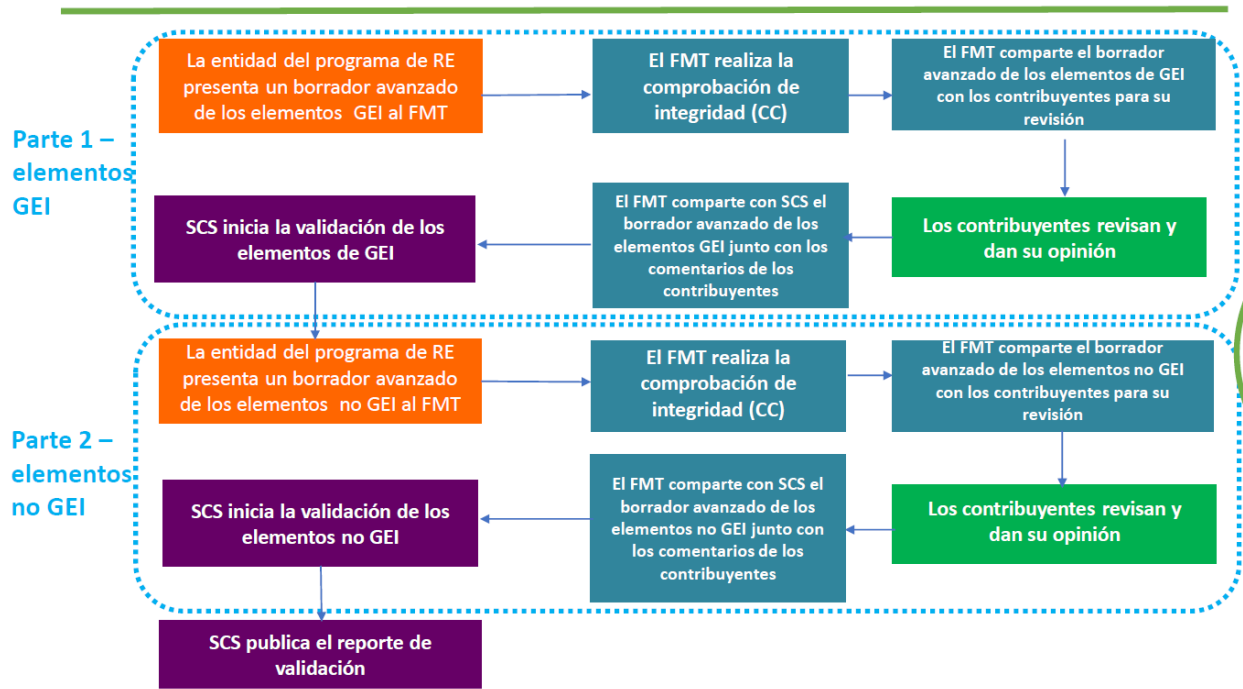 Parte 1 –
elementos
GEI
La entidad del programa de RE
presenta un borrador avanzado
de los elementos GEI al FMT
El FMT realiza la
comprobación de
integridad (CC)
El FMT comparte el borrador
avanzado de los elementos de GEI
con los contribuyentes para su
revisión
Los contribuyentes revisan y
dan su opinión
El FMT comparte con SCS el
borrador avanzado de los
elementos GEI junto con los
comentarios de los
contribuyentes
SCS inicia la validación de los
elementos de GEI
Parte 2 –
elementos
no GEI
La entidad del programa de RE
presenta un borrador avanzado
de los elementos no GEI al FMT
El FMT realiza la
comprobación de
integridad (CC)
El FMT comparte el borrador
avanzado de los elementos no GEI
con los contribuyentes para su
revisión
Los contribuyentes revisan y
dan su opinión
El FMT comparte con SCS el
borrador avanzado de los
elementos no GEI junto con
los comentarios de los
contribuyentes
SCS inicia la validación de los
elementos no GEI
SCS publica el reporte de
validación